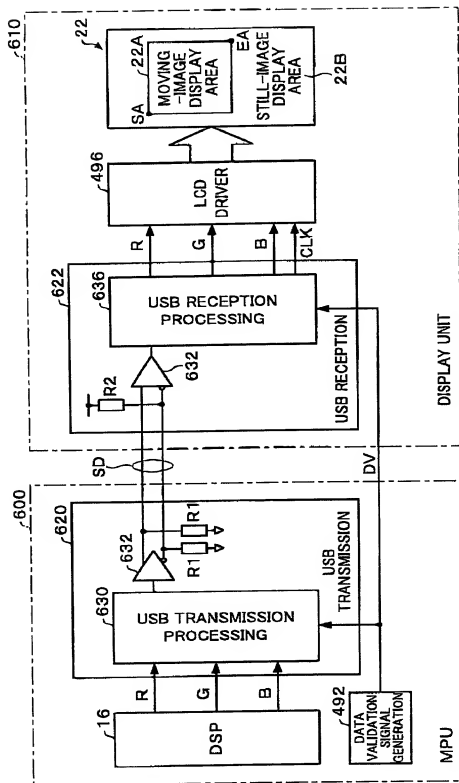 600
MPU
16
DSP
R
G
B
492
DATA
VALIDATION
SIGNAL
GENERATION
620
630
USB TRANSMISSION
PROCESSING
632
R1
R1
USB
TRANSMISSION
SD
DV
610
DISPLAY UNIT
622
R2
632
636
USB RECEPTION
PROCESSING
USB RECEPTION
R
G
B
CLK
496
LCD
DRIVER
22
22A
SA
MOVING
-IMAGE
DISPLAY
AREA
EA
STILL-IMAGE
DISPLAY
AREA
22B